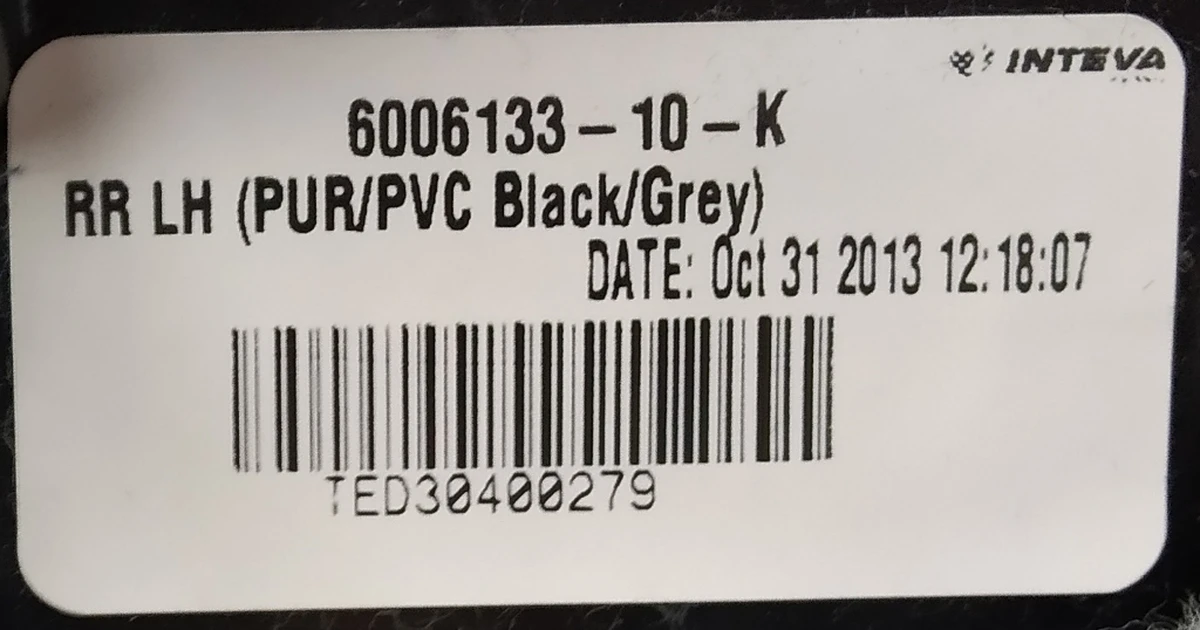 INTEVA
6006133-10-K
RR LH (PUR/PVC Black/Grey)
DATE: Oct 31 2013 12:18:07
TED30400279